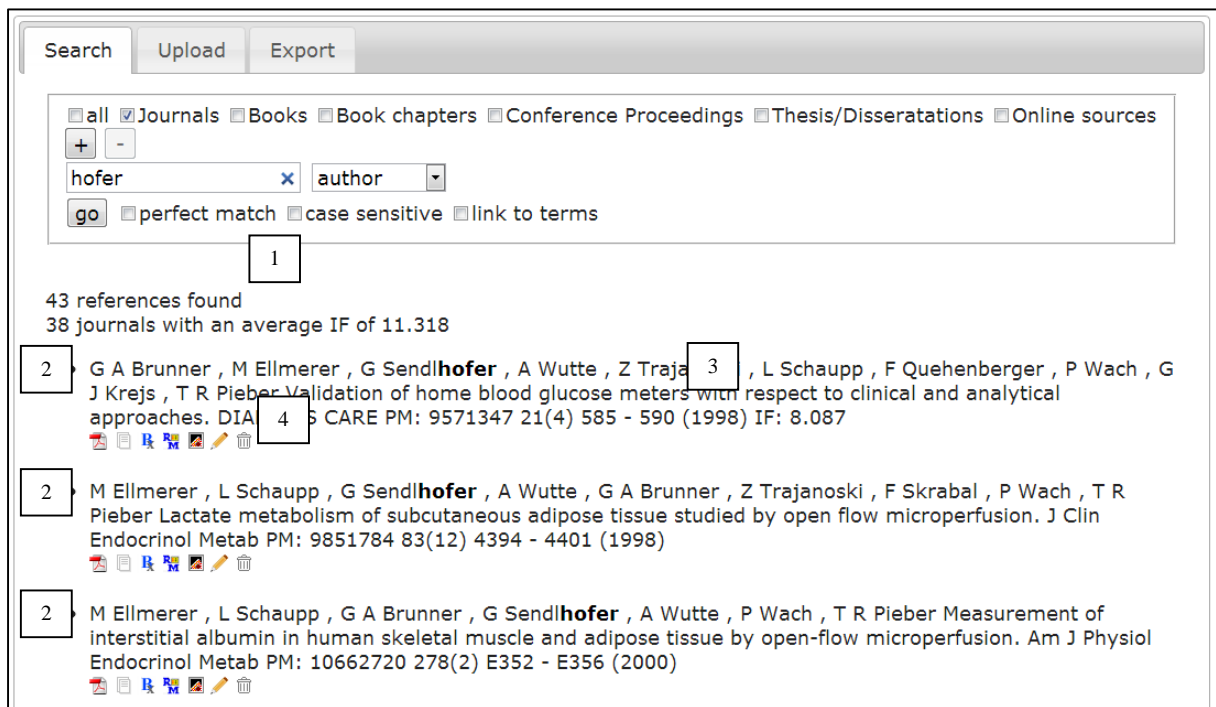 Search Upload Export
all Journals Books Book chapters Conference Proceedings Thesis/Disseratations Online sources
+ -
hofer author
go perfect match case sensitive link to terms
1
43 references found
38 journals with an average IF of 11.318
2 G A Brunner , M Ellmerer , G Sendlhofer , A Wutte , Z Traja 3 , L Schaupp , F Quehenberger , P Wach , G
J Krejs , T R Pieber Validation of home blood glucose meters with respect to clinical and analytical
approaches. DIA 4 S CARE PM: 9571347 21(4) 585 - 590 (1998) IF: 8.087
2 M Ellmerer , L Schaupp , G Sendlhofer , A Wutte , G A Brunner , Z Trajanoski , F Skrabal , P Wach , T R
Pieber Lactate metabolism of subcutaneous adipose tissue studied by open flow microperfusion. J Clin
Endocrinol Metab PM: 9851784 83(12) 4394 - 4401 (1998)
2 M Ellmerer , L Schaupp , G A Brunner , G Sendlhofer , A Wutte , P Wach , T R Pieber Measurement of
interstitial albumin in human skeletal muscle and adipose tissue by open-flow microperfusion. Am J Physiol
Endocrinol Metab PM: 10662720 278(2) E352 - E356 (2000)